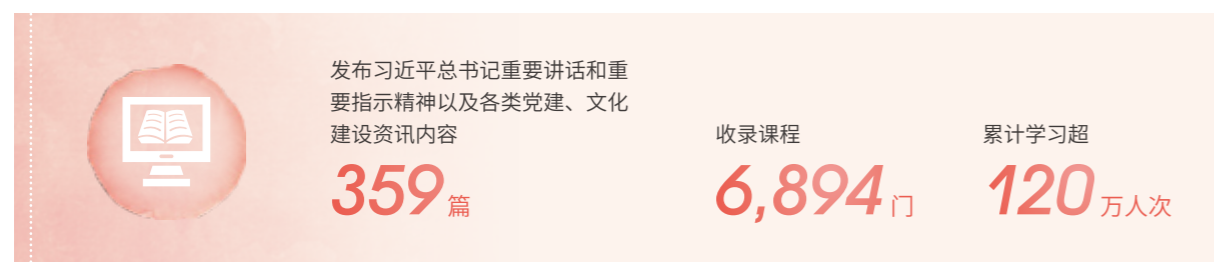 发布习近平总书记重要讲话和重
要指示精神以及各类党建、文化
建设资讯内容
359篇
收录课程
6,894门
累计学习超
120万人次